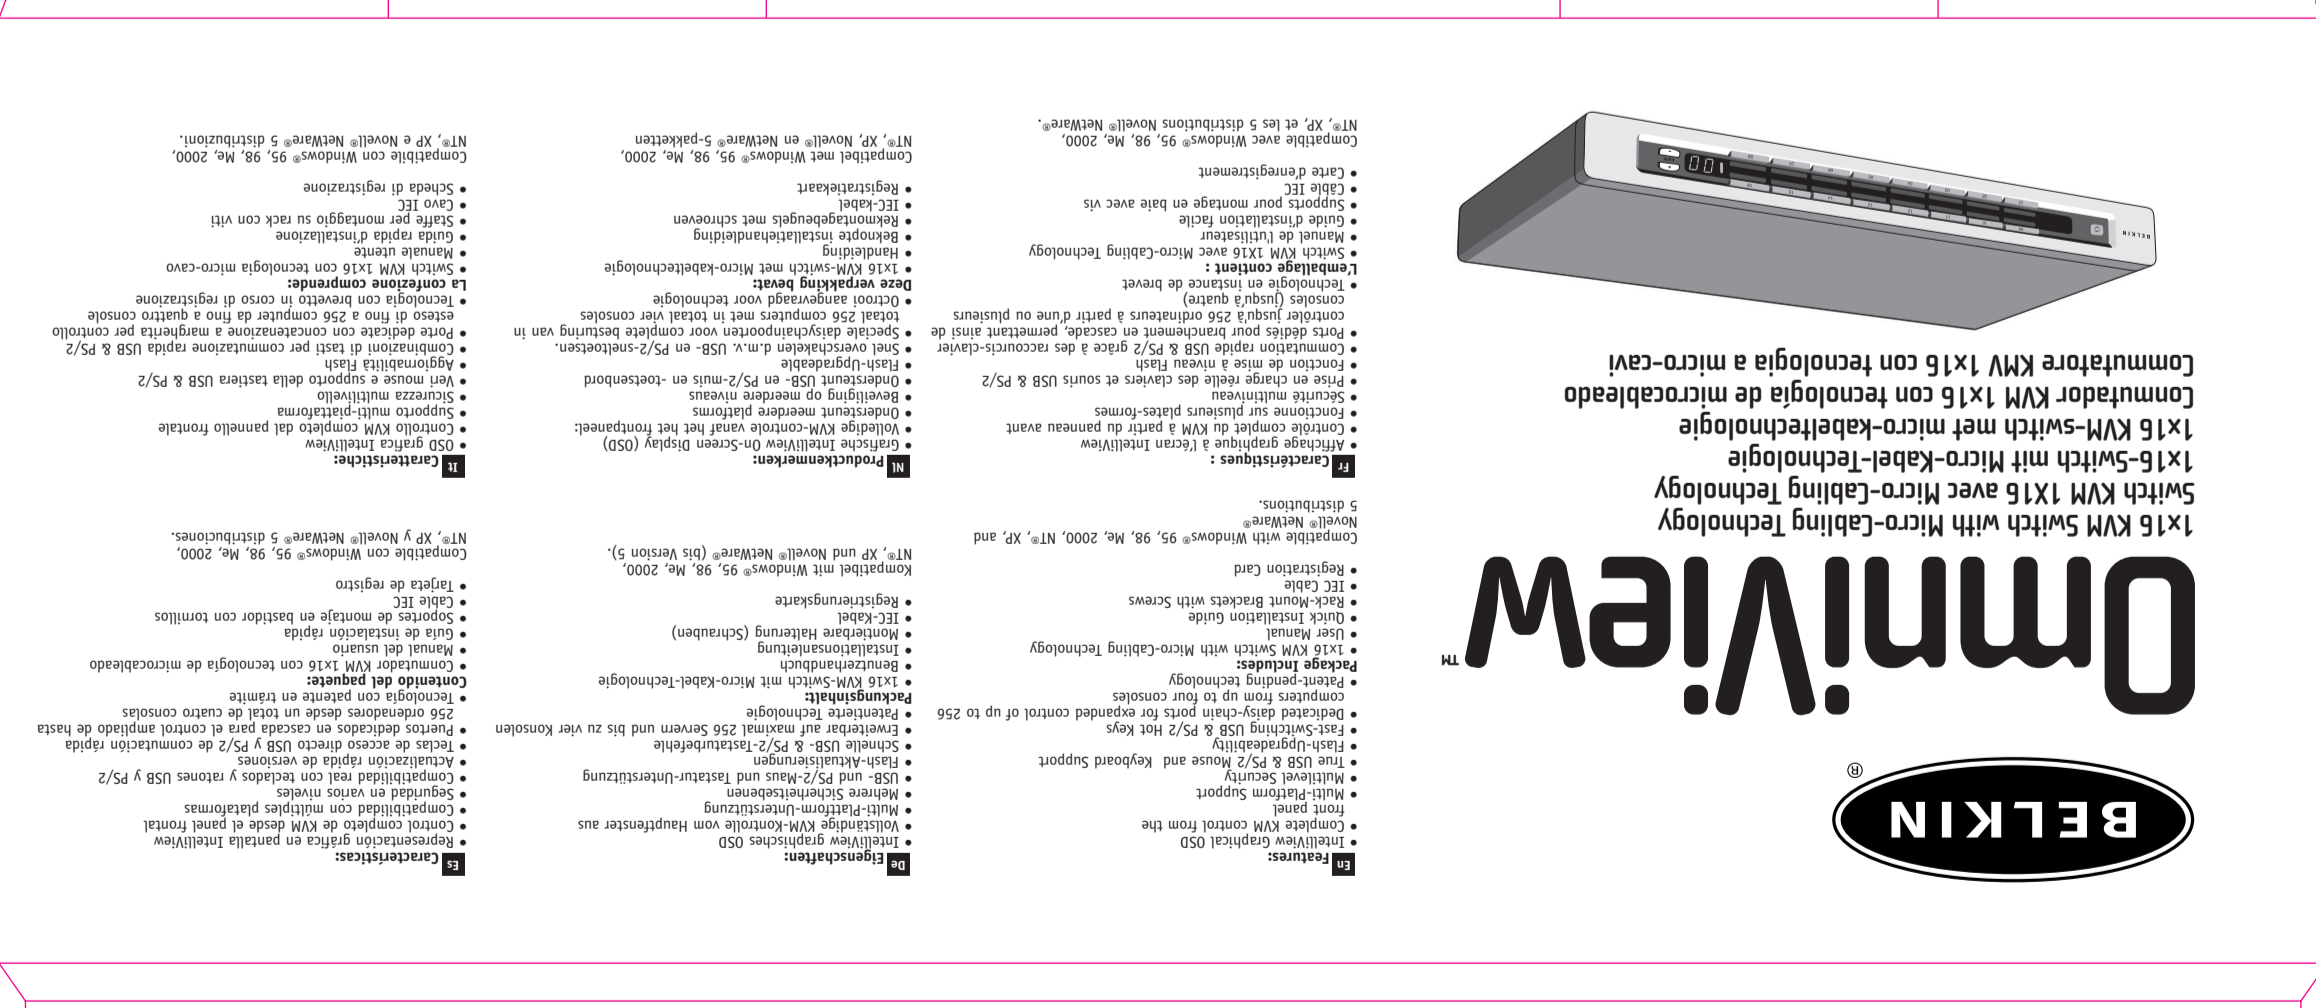 BELKIN
®
OmniView™
1x16 KVM Switch with Micro-Cabling Technology
Switch KVM 1X16 avec Micro-Cabling Technology
1x16-Switch mit Micro-Kabel-Technologie
1x16 KVM-switch met micro-kabeltechnologie
Conmutador KVM 1x16 con tecnología de microcableado
Commutatore KMV 1x16 con tecnologia a micro-cavi
BELKIN
En Features:
• IntelliView Graphical OSD
• Complete KVM control from the
front panel
• Multi-Platform Support
• Multilevel Security
• True USB & PS/2 Mouse and Keyboard Support
• Flash-Upgradeability
• Fast-Switching USB & PS/2 Hot Keys
• Dedicated daisy-chain ports for expanded control of up to 256
computers from up to four consoles
• Patent-pending technology
Package Includes:
• 1x16 KVM Switch with Micro-Cabling Technology
• User Manual
• Quick Installation Guide
• Rack-Mount Brackets with Screws
• IEC Cable
• Registration Card
Compatible with Windows® 95, 98, Me, 2000, NT®, XP, and
Novell® NetWare®
5 distributions.
De Eigenschaften:
• IntelliView graphisches OSD
• Vollständige KVM-Kontrolle vom Hauptfenster aus
• Multi-Plattform-Unterstützung
• Mehrere Sicherheitsebenen
• USB- und PS/2-Maus und Tastatur-Unterstützung
• Flash-Aktualisierungen
• Schnelle USB- & PS/2-Tastaturbefehle
• Erweiterbar auf maximal 256 Servern und bis zu vier Konsolen
• Patentierte Technologie
Packungsinhalt:
• 1x16 KVM-Switch mit Micro-Kabel-Technologie
• Benutzerhandbuch
• Installationsanleitung
• Montierbare Halterung (Schrauben)
• IEC-Kabel
• Registrierungskarte
Kompatibel mit Windows® 95, 98, Me, 2000,
NT®, XP und Novell® NetWare® (bis Version 5).
Es Características:
• Representación gráfica en pantalla IntelliView
• Control completo de KVM desde el panel frontal
• Compatibilidad con múltiples plataformas
• Seguridad en varios niveles
• Compatibilidad real con teclados y ratones USB y PS/2
• Actualización rápida de versiones
• Teclas de acceso directo USB y PS/2 de conmutación rápida
• Puertos dedicados en cascada para el control ampliado de hasta
256 ordenadores desde un total de cuatro consolas
• Tecnología con patente en trámite
Contenido del paquete:
• Conmutador KVM 1x16 con tecnología de microcableado
• Manual del usuario
• Guía de instalación rápida
• Soportes de montaje en bastidor con tornillos
• Cable IEC
• Tarjeta de registro
Compatible con Windows® 95, 98, Me, 2000,
NT®, XP y Novell® NetWare® 5 distribuciones.
Fr Caractéristiques :
• Affichage graphique à l'écran IntelliView
• Contrôle complet du KVM à partir du panneau avant
• Fonctionne sur plusieurs plates-formes
• Sécurité multiniveau
• Prise en charge réelle des claviers et souris USB & PS/2
• Fonction de mise à niveau Flash
• Commutation rapide USB & PS/2 grâce à des raccourcis-clavier
• Ports dédiés pour branchement en cascade, permettant ainsi de
contrôler jusqu'à 256 ordinateurs à partir d'une ou plusieurs
consoles (jusqu'à quatre)
• Technologie en instance de brevet
L'emballage contient :
• Switch KVM 1X16 avec Micro-Cabling Technology
• Manuel de l'utilisateur
• Guide d'installation facile
• Supports pour montage en baie avec vis
• Câble IEC
• Carte d'enregistrement
Compatible avec Windows® 95, 98, Me, 2000,
NT®, XP, et les 5 distributions Novell® NetWare®.
Nl Productkenmerken:
• Grafische IntelliView On-Screen Display (OSD)
• Volledige KVM-controle vanaf het het frontpaneel:
• Ondersteunt meerdere platforms
• Beveiliging op meerdere niveaus
• Ondersteunt USB- en PS/2-muis en -toetsenbord
• Flash-Upgradeable
• Snel overschakelen d.m.v. USB- en PS/2-sneltoetsen.
• Speciale daisychainpoorten voor complete besturing van in
totaal 256 computers met in totaal vier consoles
• Octrooi aangevraagd voor technologie
Deze verpakking bevat:
• 1x16 KVM-switch met Micro-kabeltechnologie
• Handleiding
• Beknopte installatiehandleiding
• Rekmontagebeugels met schroeven
• IEC-kabel
• Registratiekaart
Compatibel met Windows® 95, 98, Me, 2000,
NT®, XP, Novell® en NetWare® 5-pakketten
It Caratteristiche:
• OSD grafica IntelliView
• Controllo KVM completo dal pannello frontale
• Supporto multi-piattaforma
• Sicurezza multilivello
• Veri mouse e supporto della tastiera USB & PS/2
• Aggiornabilità Flash
• Combinazioni di tasti per commutazione rapida USB & PS/2
• Porte dedicate con concatenazione a margherita per controllo
esteso di fino a 256 computer da fino a quattro console
• Tecnologia con brevetto in corso di registrazione
La confezione comprende:
• Switch KVM 1x16 con tecnologia micro-cavo
• Manuale utente
• Guida rapida d'installazione
• Staffe per montaggio su rack con viti
• Cavo IEC
• Scheda di registrazione
Compatibile con Windows® 95, 98, Me, 2000,
NT®, XP e Novell® NetWare® 5 distribuzioni.